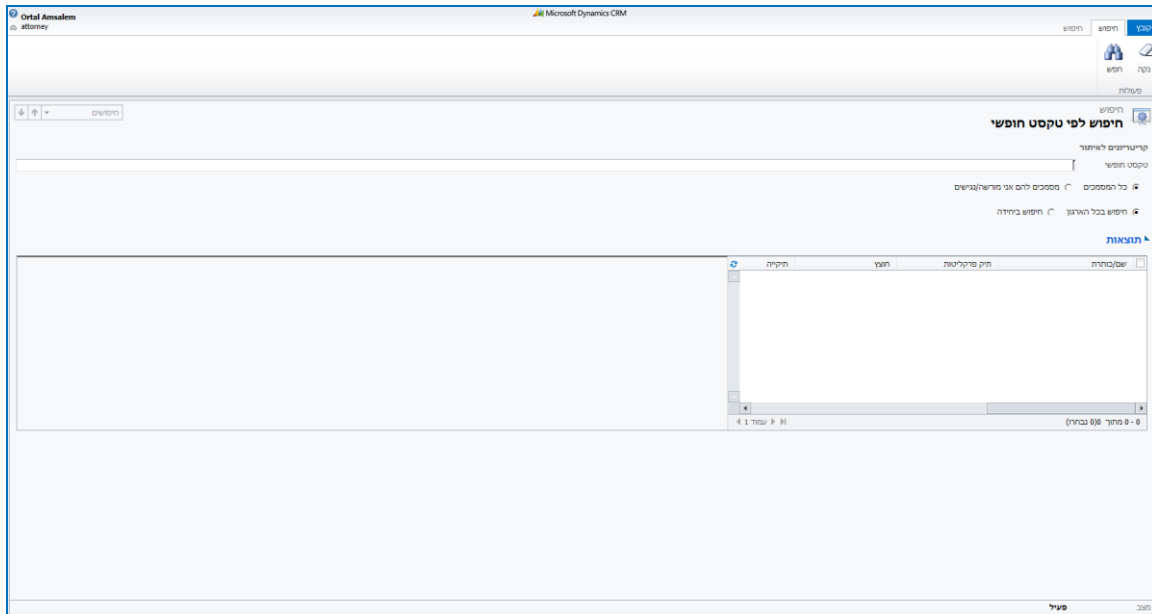 Ortal Amsalem
attorney
Microsoft Dynamics CRM
קובץ חיפוש חיפוש
נקה חפש
פעולות
חיפוש
חיפוש לפי טקסט חופשי
חיפושים
קריטריונים לאיתור
טקסט חופשי
כל המסמכים מסמכים להם אני מורשה/נגישים
חיפוש בכל הארגון חיפוש ביחידה
תוצאות
שם/כותרת תיק פרקליטות חוצץ תיקייה
0 - 0 מתוך 0(0 נבחרו) עמוד 1
מצב פעיל